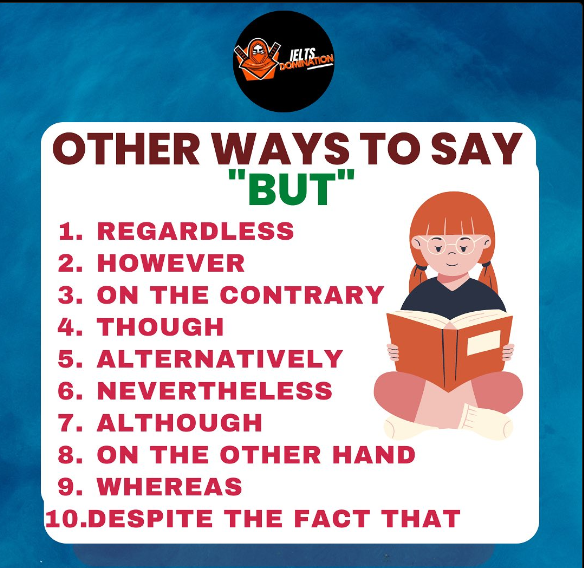 IELTS
DOMINATION
OTHER WAYS TO SAY
"BUT"
1. REGARDLESS
2. HOWEVER
3. ON THE CONTRARY
4. THOUGH
5. ALTERNATIVELY
6. NEVERTHELESS
7. ALTHOUGH
8. ON THE OTHER HAND
9. WHEREAS
10.DESPITE THE FACT THAT